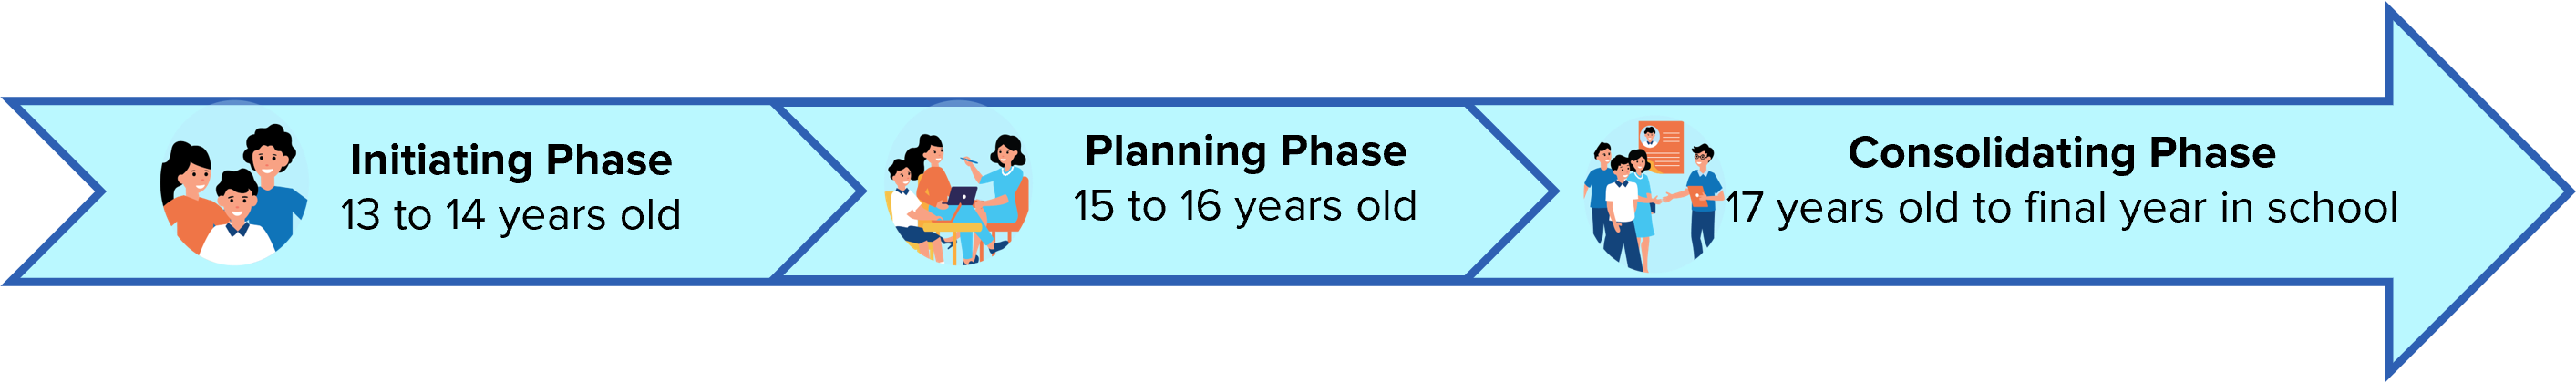 Initiating Phase
13 to 14 years old
Planning Phase
15 to 16 years old
Consolidating Phase
17 years old to final year in school